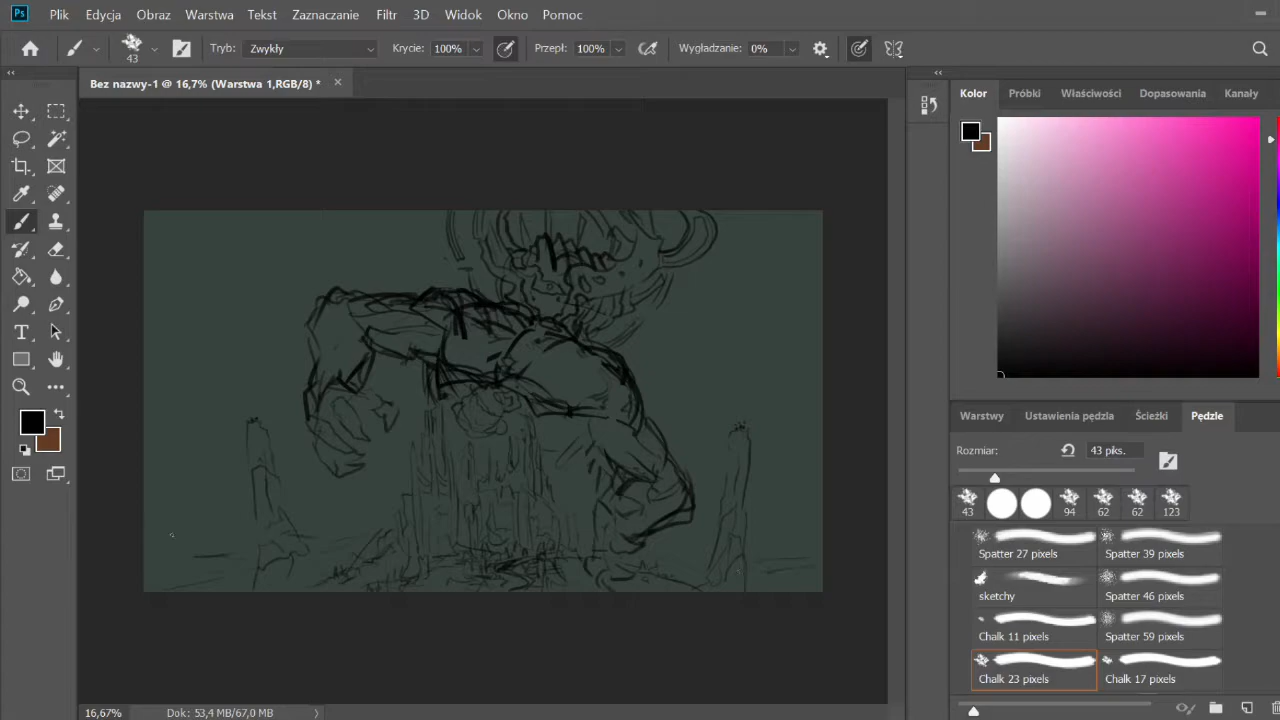 Ps Plik Edycja Obraz Warstwa Tekst Zaznaczanie Filtr 3D Widok Okno Pomoc
43 Tryb: Zwykły Krycie: 100% Przepł: 100% Wygładzanie: 0%
Bez nazwy-1 @ 16,7% (Warstwa 1,RGB/8) *
Kolor Próbki Właściwości Dopasowania Kanały
Warstwy Ustawienia pędzla Ścieżki Pędzle
Rozmiar: 43 piks.
43 94 62 62 123
Spatter 27 pixels Spatter 39 pixels
sketchy Spatter 46 pixels
Chalk 11 pixels Spatter 59 pixels
Chalk 23 pixels Chalk 17 pixels
16,67% Dok: 53,4 MB/67,0 MB